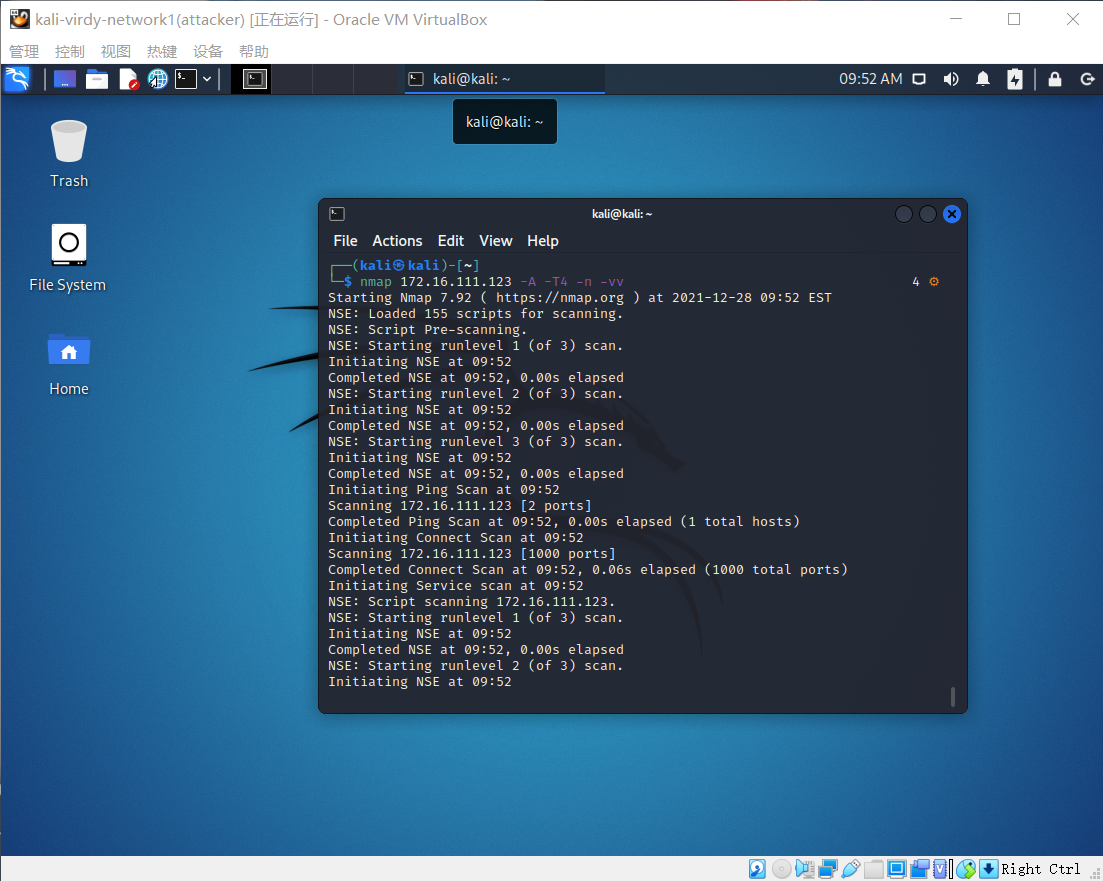 kali-virdy-network1(attacker) [正在运行] - Oracle VM VirtualBox
管理 控制 视图 热键 设备 帮助
kali@kali: ~
09:52 AM
kali@kali: ~
Trash
File System
Home
kali@kali: ~
File Actions Edit View Help
┌──(kali㉿kali)-[~]
└─$ nmap 172.16.111.123 -A -T4 -n -vv 4 ⚙
Starting Nmap 7.92 ( https://nmap.org ) at 2021-12-28 09:52 EST
NSE: Loaded 155 scripts for scanning.
NSE: Script Pre-scanning.
NSE: Starting runlevel 1 (of 3) scan.
Initiating NSE at 09:52
Completed NSE at 09:52, 0.00s elapsed
NSE: Starting runlevel 2 (of 3) scan.
Initiating NSE at 09:52
Completed NSE at 09:52, 0.00s elapsed
NSE: Starting runlevel 3 (of 3) scan.
Initiating NSE at 09:52
Completed NSE at 09:52, 0.00s elapsed
Initiating Ping Scan at 09:52
Scanning 172.16.111.123 [2 ports]
Completed Ping Scan at 09:52, 0.00s elapsed (1 total hosts)
Initiating Connect Scan at 09:52
Scanning 172.16.111.123 [1000 ports]
Completed Connect Scan at 09:52, 0.06s elapsed (1000 total ports)
Initiating Service scan at 09:52
NSE: Script scanning 172.16.111.123.
NSE: Starting runlevel 1 (of 3) scan.
Initiating NSE at 09:52
Completed NSE at 09:52, 0.00s elapsed
NSE: Starting runlevel 2 (of 3) scan.
Initiating NSE at 09:52
Right Ctrl